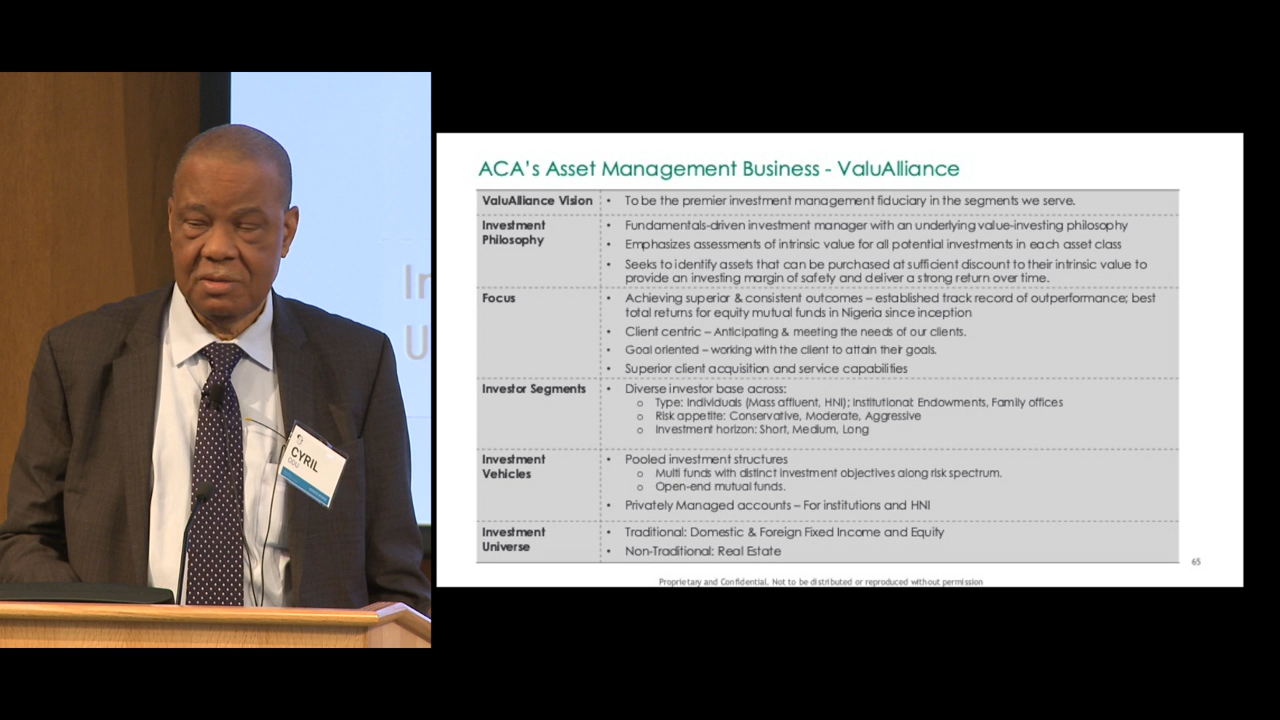 In
U
CYRIL
ODU
ACA's Asset Management Business - ValuAlliance
ValuAlliance Vision
• To be the premier investment management fiduciary in the segments we serve.
Investment
Philosophy
• Fundamentals-driven investment manager with an underlying value-investing philosophy
• Emphasizes assessments of intrinsic value for all potential investments in each asset class
• Seeks to identify assets that can be purchased at sufficient discount to their intrinsic value to
provide an investing margin of safety and deliver a strong return over time.
Focus
• Achieving superior & consistent outcomes – established track record of outperformance; best
total returns for equity mutual funds in Nigeria since inception
• Client centric – Anticipating & meeting the needs of our clients.
• Goal oriented – working with the client to attain their goals.
• Superior client acquisition and service capabilities
Investor Segments
• Diverse investor base across:
o Type: Individuals (Mass affluent, HNI); Institutional: Endowments, Family offices
o Risk appetite: Conservative, Moderate, Aggressive
o Investment horizon: Short, Medium, Long
Investment
Vehicles
• Pooled investment structures
o Multi funds with distinct investment objectives along risk spectrum.
o Open-end mutual funds.
• Privately Managed accounts – For institutions and HNI
Investment
Universe
• Traditional: Domestic & Foreign Fixed Income and Equity
• Non-Traditional: Real Estate
65
Proprietary and Confidential. Not to be distributed or reproduced without permission